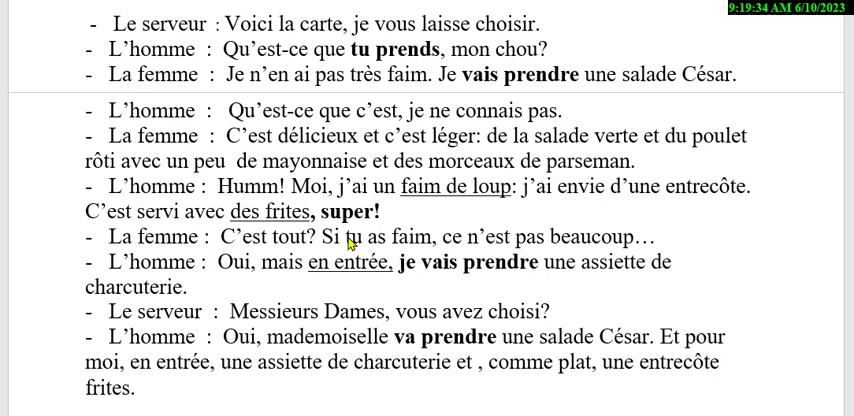 9:19:34 AM 6/10/2023
- Le serveur : Voici la carte, je vous laisse choisir.
- L'homme : Qu'est-ce que tu prends, mon chou?
- La femme : Je n'en ai pas très faim. Je vais prendre une salade César.
- L'homme : Qu'est-ce que c'est, je ne connais pas.
- La femme : C'est délicieux et c'est léger: de la salade verte et du poulet
rôti avec un peu de mayonnaise et des morceaux de parseman.
- L'homme : Humm! Moi, j'ai un faim de loup: j'ai envie d'une entrecôte.
C'est servi avec des frites, super!
- La femme : C'est tout? Si tu as faim, ce n'est pas beaucoup…
- L'homme : Oui, mais en entrée, je vais prendre une assiette de
charcuterie.
- Le serveur : Messieurs Dames, vous avez choisi?
- L'homme : Oui, mademoiselle va prendre une salade César. Et pour
moi, en entrée, une assiette de charcuterie et , comme plat, une entrecôte
frites.